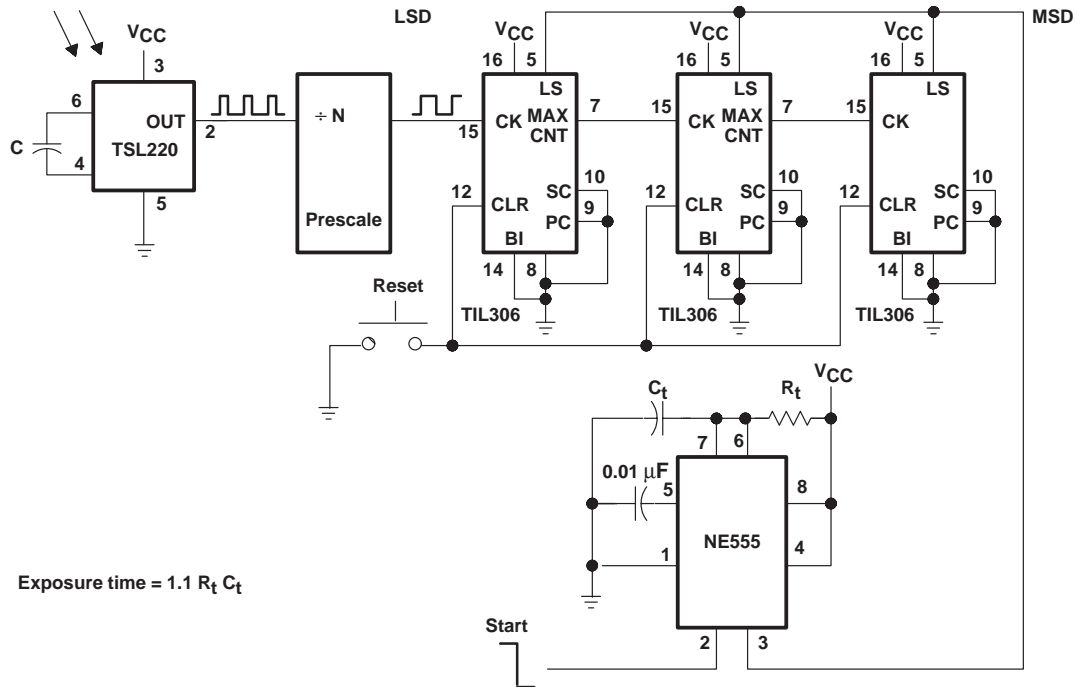 LSD
MSD
VCC
3
6
OUT
2
C
TSL220
4
5
÷ N
Prescale
VCC
16
5
LS
15
CK
MAX
CNT
7
12
CLR
SC
10
PC
9
BI
14
8
TIL306
VCC
16
5
LS
15
CK
MAX
CNT
7
12
CLR
SC
10
PC
9
BI
14
8
TIL306
VCC
16
5
LS
15
CK
12
CLR
SC
10
PC
9
BI
14
8
TIL306
Reset
VCC
Ct
Rt
7
6
0.01 μF
5
8
NE555
1
4
2
3
Exposure time = 1.1 Rt Ct
Start